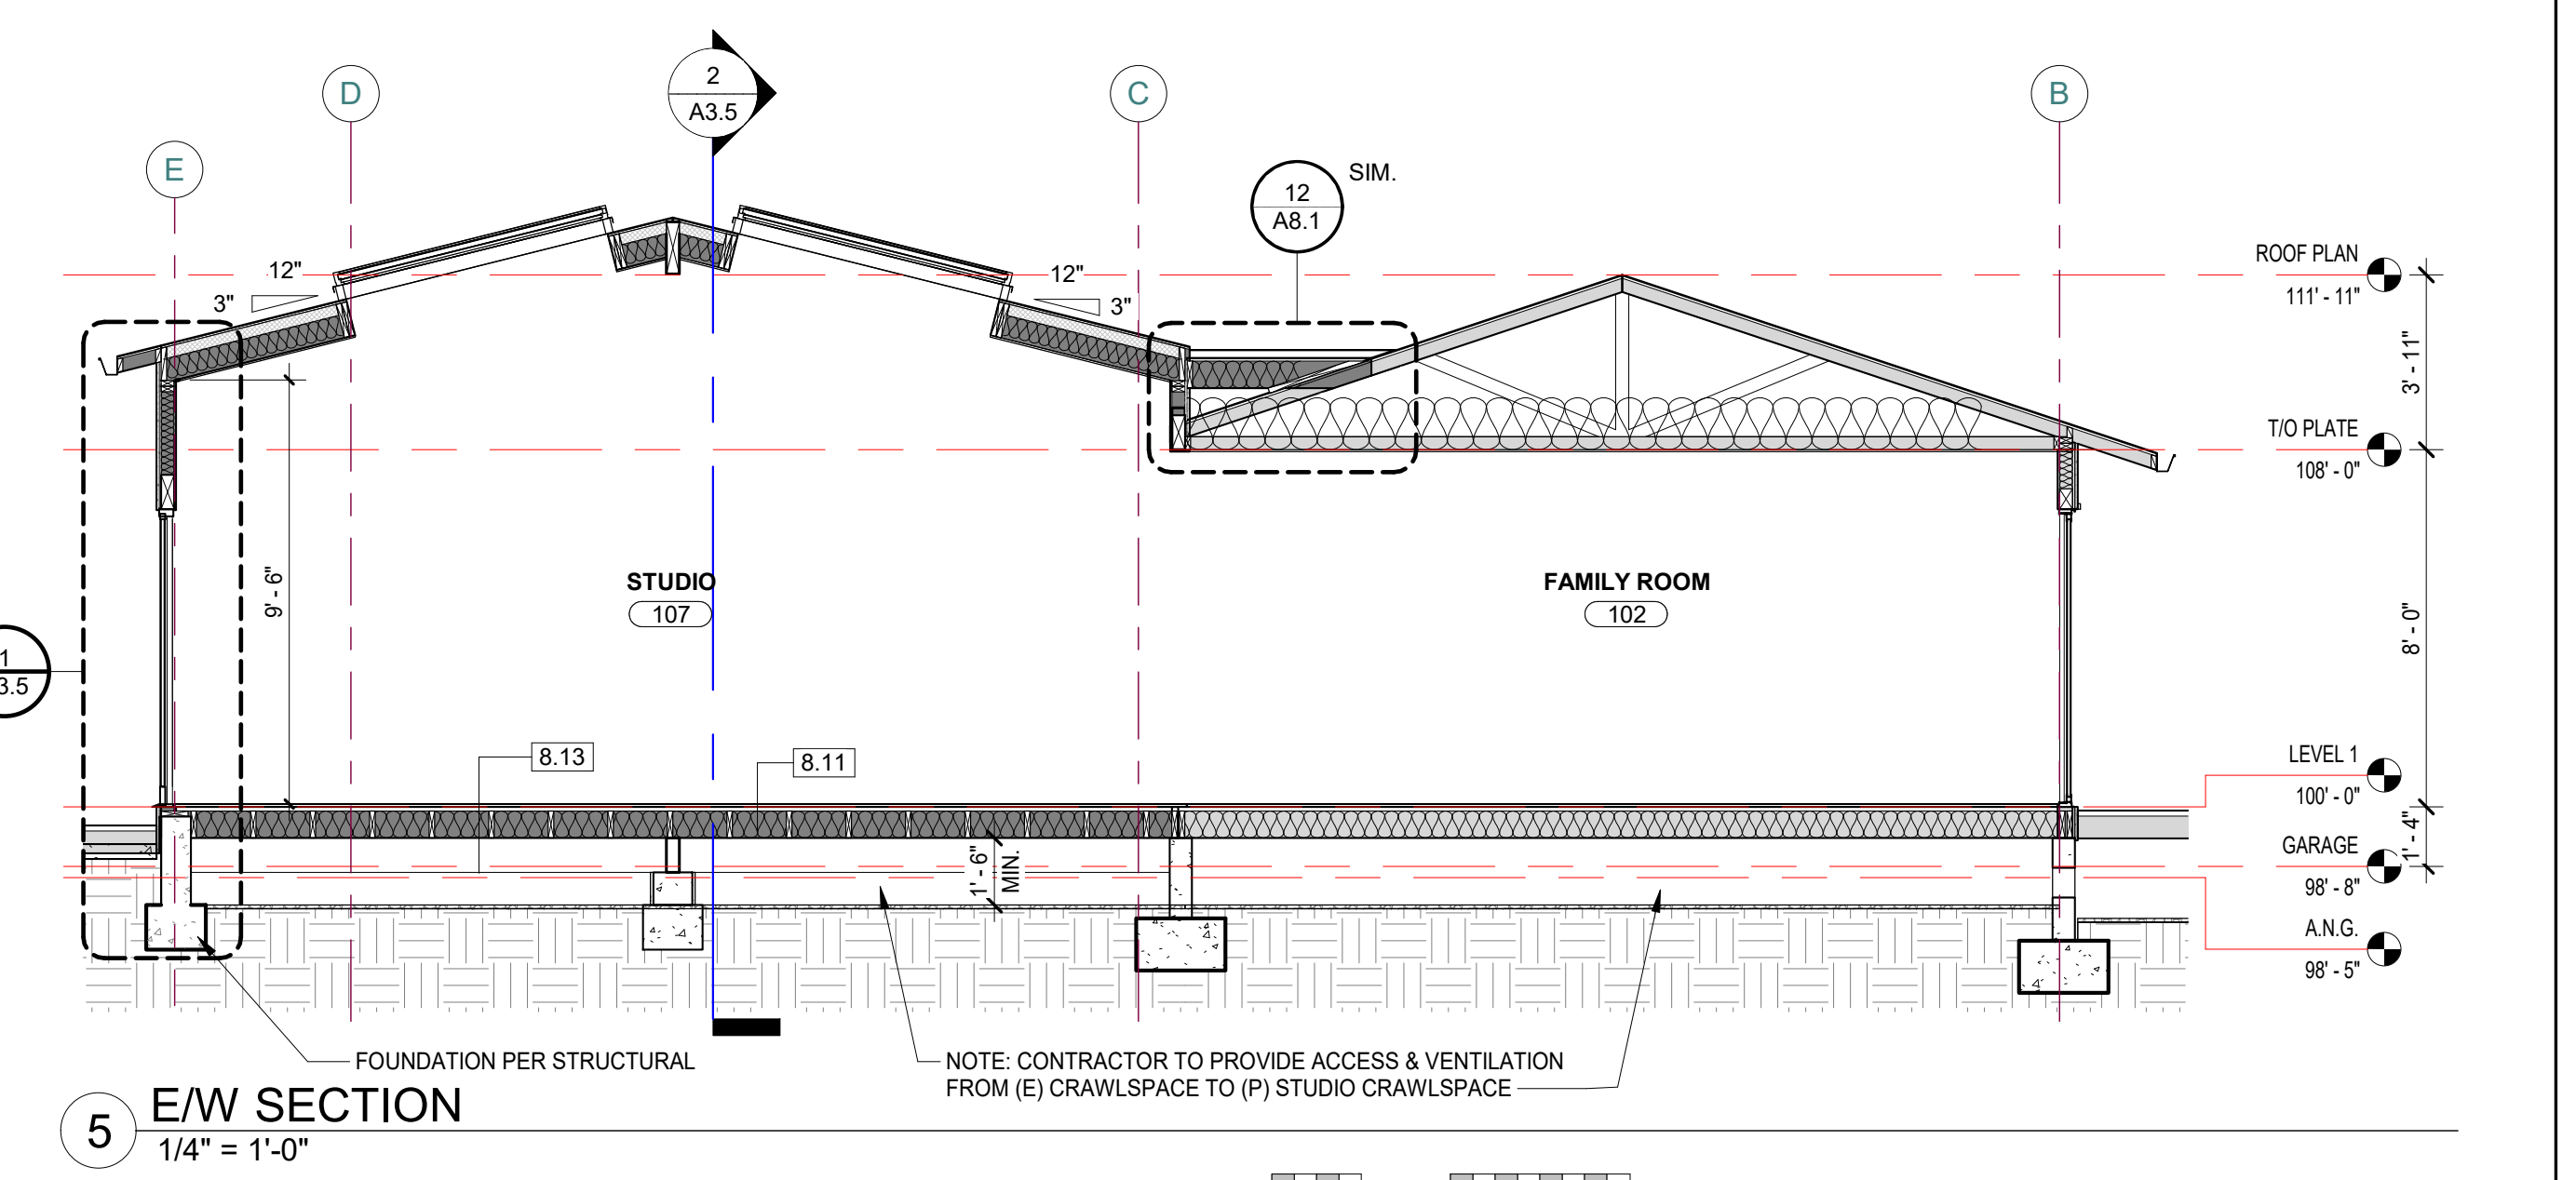 2
A3.5
D
C
B
E
12
A8.1
SIM.
ROOF PLAN
111' - 11"
12"
3"
12"
3"
3' - 11"
T/O PLATE
108' - 0"
9' - 6"
STUDIO
107
FAMILY ROOM
102
8' - 0"
1
3.5
8.13
8.11
LEVEL 1
100' - 0"
1' - 4"
GARAGE
98' - 8"
1' - 6"
MIN.
A.N.G.
98' - 5"
FOUNDATION PER STRUCTURAL
NOTE: CONTRACTOR TO PROVIDE ACCESS & VENTILATION
FROM (E) CRAWLSPACE TO (P) STUDIO CRAWLSPACE
5
E/W SECTION
1/4" = 1'-0"